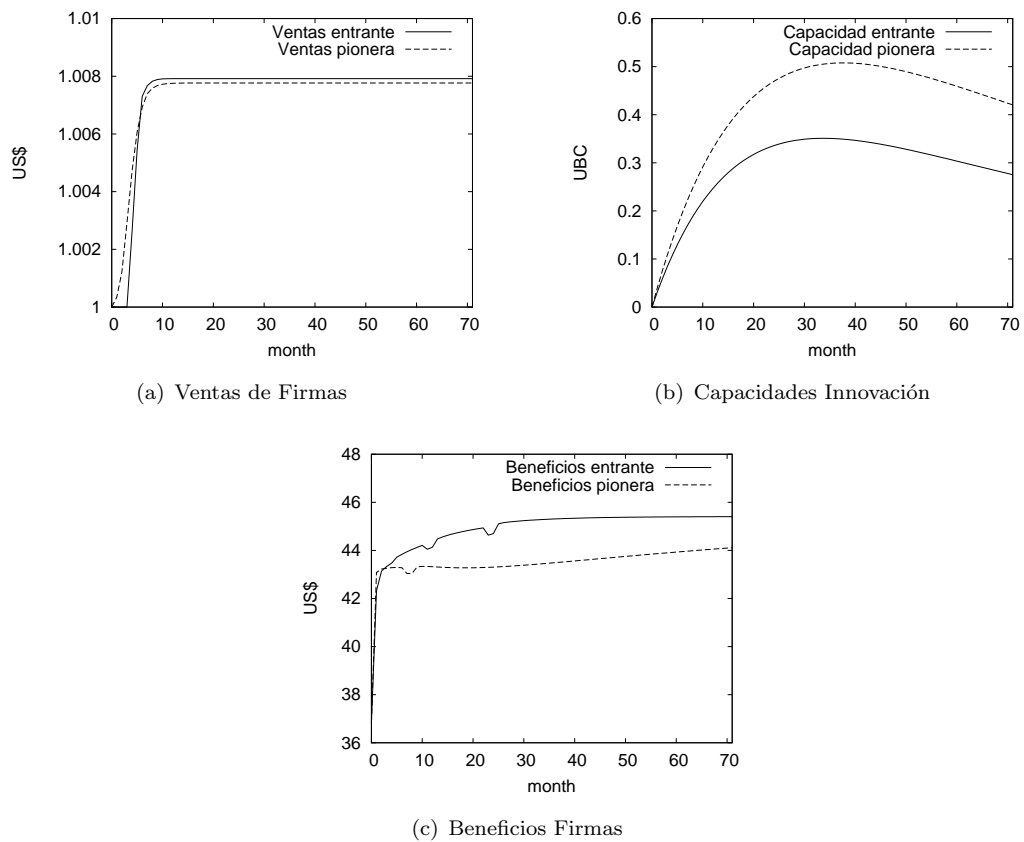 1.01
1.008
1.006
1.004
1.002
1
US$
Ventas entrante
Ventas pionera
0 10 20 30 40 50 60 70
month
(a) Ventas de Firmas
0.6
0.5
0.4
0.3
0.2
0.1
0
UBC
Capacidad entrante
Capacidad pionera
0 10 20 30 40 50 60 70
month
(b) Capacidades Innovación
48
46
44
42
40
38
36
US$
Beneficios entrante
Beneficios pionera
0 10 20 30 40 50 60 70
month
(c) Beneficios Firmas